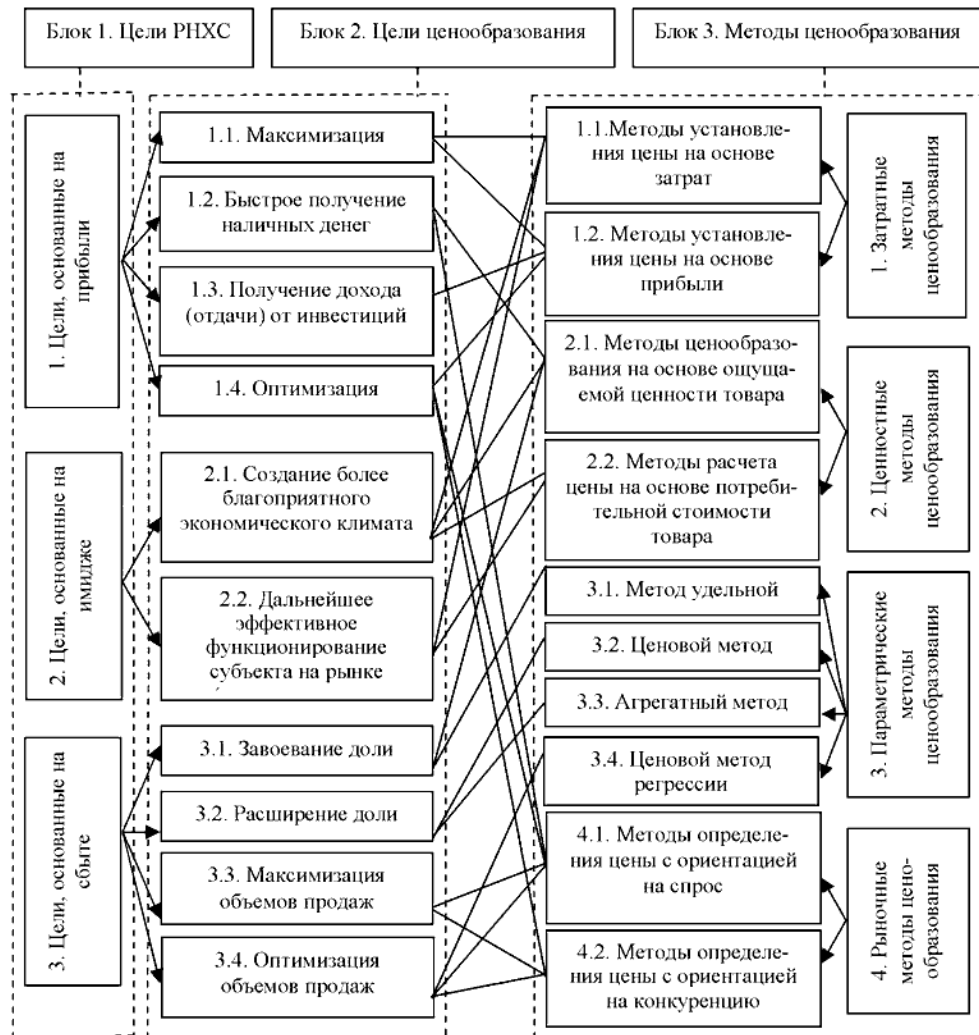 Блок 1. Цели РНХС
Блок 2. Цели ценообразования
Блок 3. Методы ценообразования
1. Цели, основанные на
прибыли
2. Цели, основанные на
имидже
3. Цели, основанные на
сбыте
1.1. Максимизация
1.2. Быстрое получение
наличных денег
1.3. Получение дохода
(отдачи) от инвестиций
1.4. Оптимизация
2.1. Создание более
благоприятного
экономического климата
2.2. Дальнейшее
эффективное
функционирование
субъекта на рынке
3.1. Завоевание доли
3.2. Расширение доли
3.3. Максимизация
объемов продаж
3.4. Оптимизация
объемов продаж
1.1.Методы установле-
ния цены на основе
затрат
1.2. Методы установле-
ния цены на основе
прибыли
2.1. Методы ценообразо-
вания на основе ощуща-
емой ценности товара
2.2. Методы расчета
цены на основе потреби-
тельной стоимости
товара
3.1. Метод удельной
3.2. Ценовой метод
3.3. Агрегатный метод
3.4. Ценовой метод
регрессии
4.1. Методы определе-
ния цены с ориентацией
на спрос
4.2. Методы определе-
ния цены с ориентацией
на конкуренцию
1. Затратные
методы
ценообразования
2. Ценностные
методы
ценообразования
3. Параметрические
методы
ценообразования
4. Рыночные
методы цено-
образования